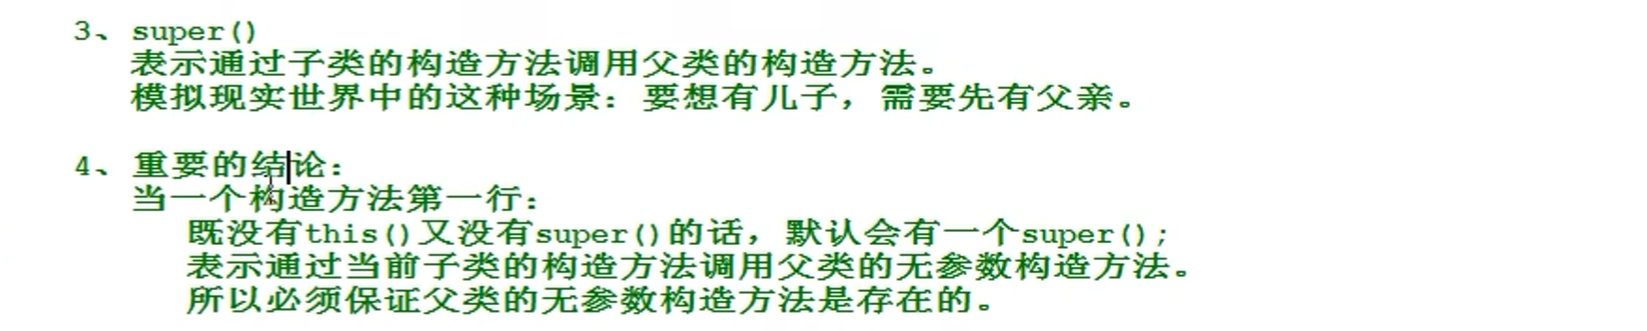 3、super()
表示通过子类的构造方法调用父类的构造方法。
模拟现实世界中的这种场景：要想有儿子，需要先有父亲。
4、重要的结论：
当一个构造方法第一行：
既没有this()又没有super()的话，默认会有一个super();
表示通过当前子类的构造方法调用父类的无参数构造方法。
所以必须保证父类的无参数构造方法是存在的。